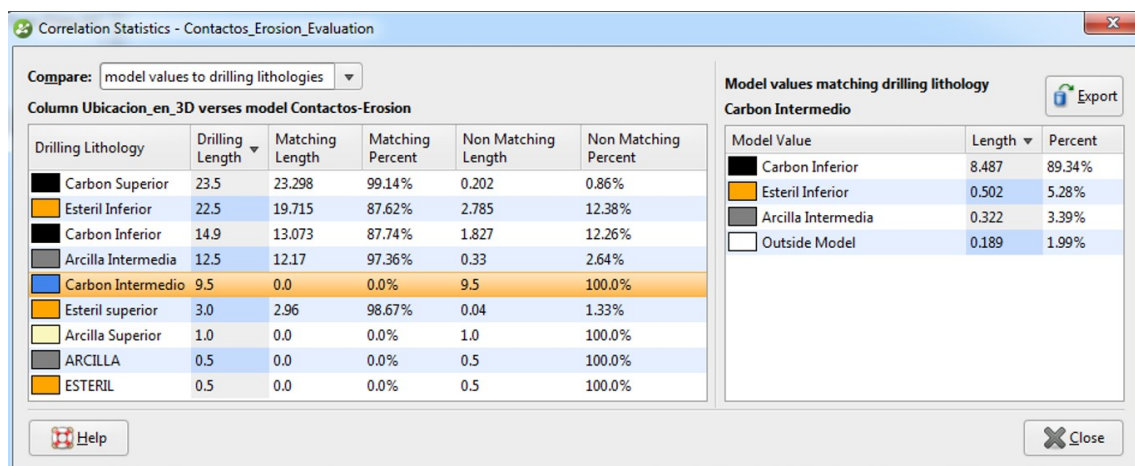 Correlation Statistics - Contactos_Erosion_Evaluation
x
Compare: model values to drilling lithologies
Column Ubicacion_en_3D verses model Contactos-Erosion
Drilling Lithology Drilling Length Matching Length Matching Percent Non Matching Length Non Matching Percent
Carbon Superior 23.5 23.298 99.14% 0.202 0.86%
Esteril Inferior 22.5 19.715 87.62% 2.785 12.38%
Carbon Inferior 14.9 13.073 87.74% 1.827 12.26%
Arcilla Intermedia 12.5 12.17 97.36% 0.33 2.64%
Carbon Intermedio 9.5 0.0 0.0% 9.5 100.0%
Esteril superior 3.0 2.96 98.67% 0.04 1.33%
Arcilla Superior 1.0 0.0 0.0% 1.0 100.0%
ARCILLA 0.5 0.0 0.0% 0.5 100.0%
ESTERIL 0.5 0.0 0.0% 0.5 100.0%
Model values matching drilling lithology
Carbon Intermedio
Export
Model Value Length Percent
Carbon Inferior 8.487 89.34%
Esteril Inferior 0.502 5.28%
Arcilla Intermedia 0.322 3.39%
Outside Model 0.189 1.99%
Help
Close